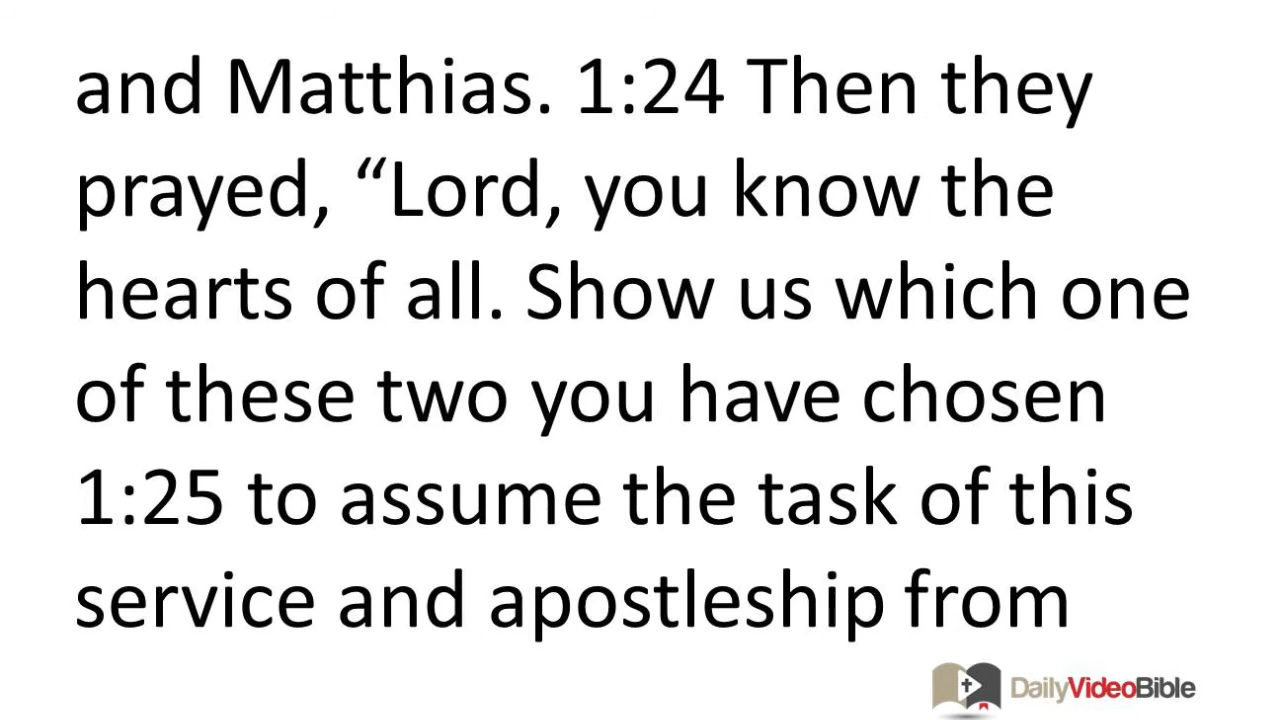 and Matthias. 1:24 Then they
prayed, “Lord, you know the
hearts of all. Show us which one
of these two you have chosen
1:25 to assume the task of this
service and apostleship from
DailyVideoBible